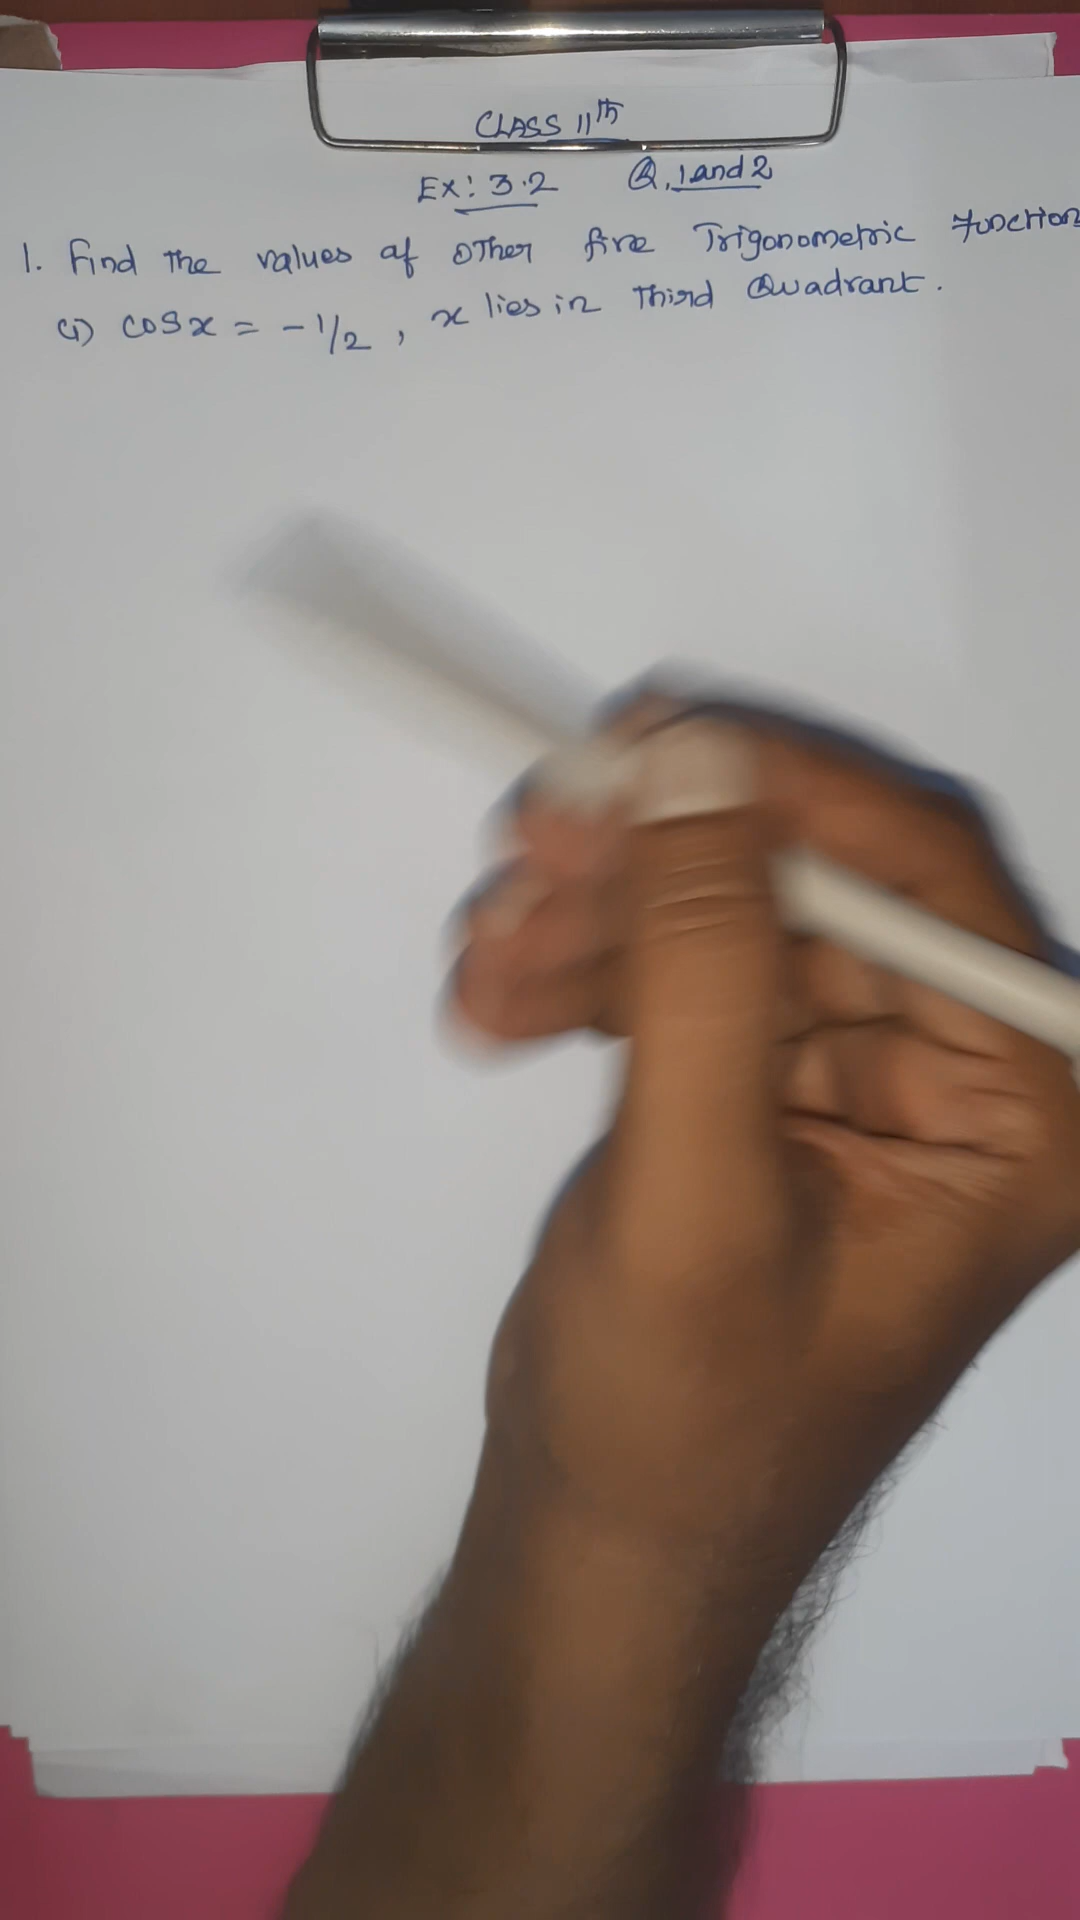 CLASS 11th
Ex: 3.2 Q. 1 and 2
1. Find the values of other five Trigonometric function
(i) cosx = -1/2, x lies in Third Quadrant.